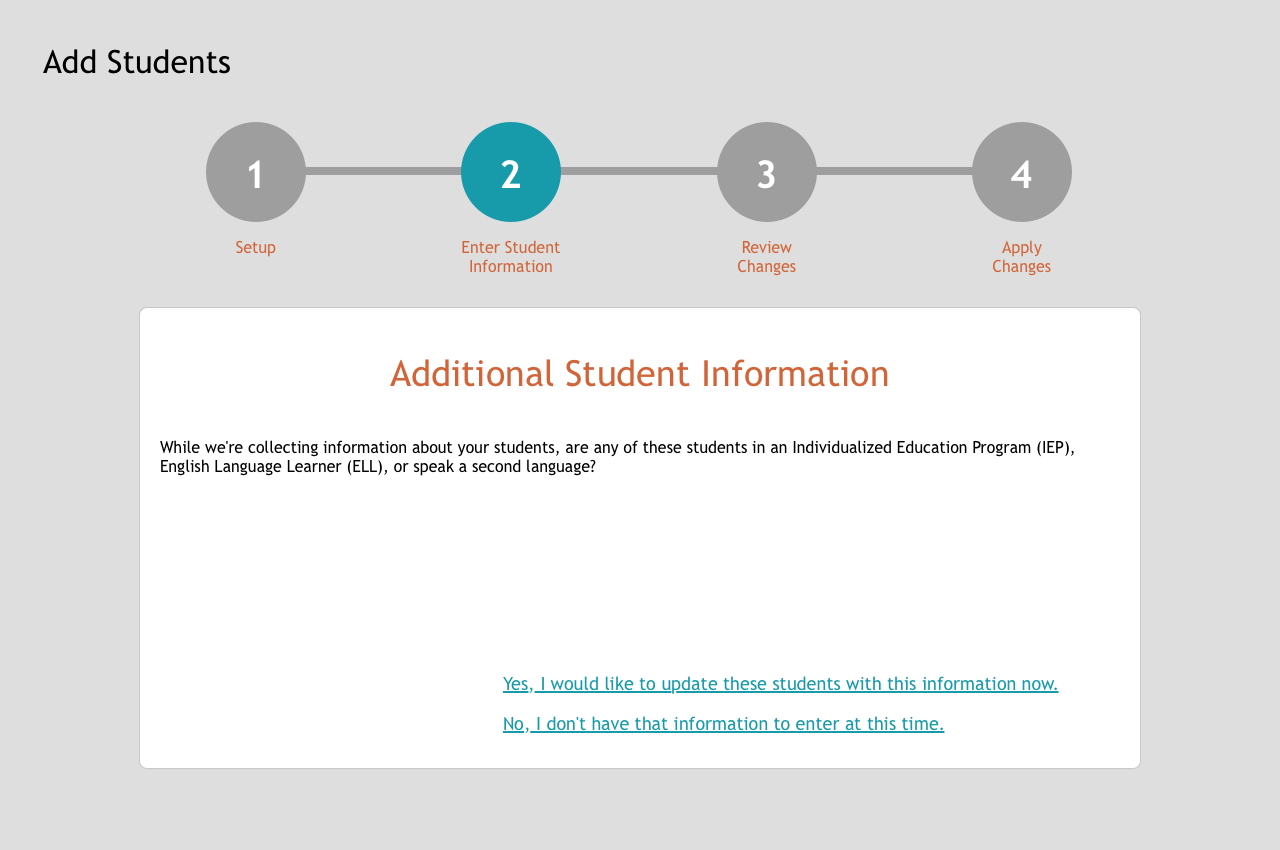 Add Students
1
2
3
4
Setup
Enter Student
Information
Review
Changes
Apply
Changes
Additional Student Information
While we're collecting information about your students, are any of these students in an Individualized Education Program (IEP),
English Language Learner (ELL), or speak a second language?
Yes, I would like to update these students with this information now.
No, I don't have that information to enter at this time.